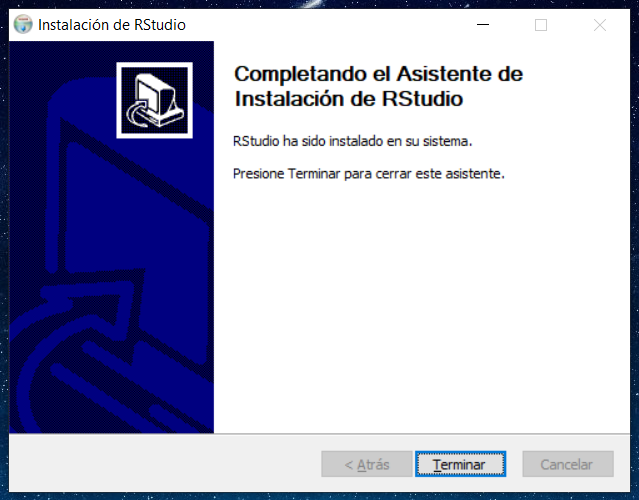 Instalación de RStudio
Completando el Asistente de
Instalación de RStudio
RStudio ha sido instalado en su sistema.
Presione Terminar para cerrar este asistente.
< Atrás
Terminar
Cancelar